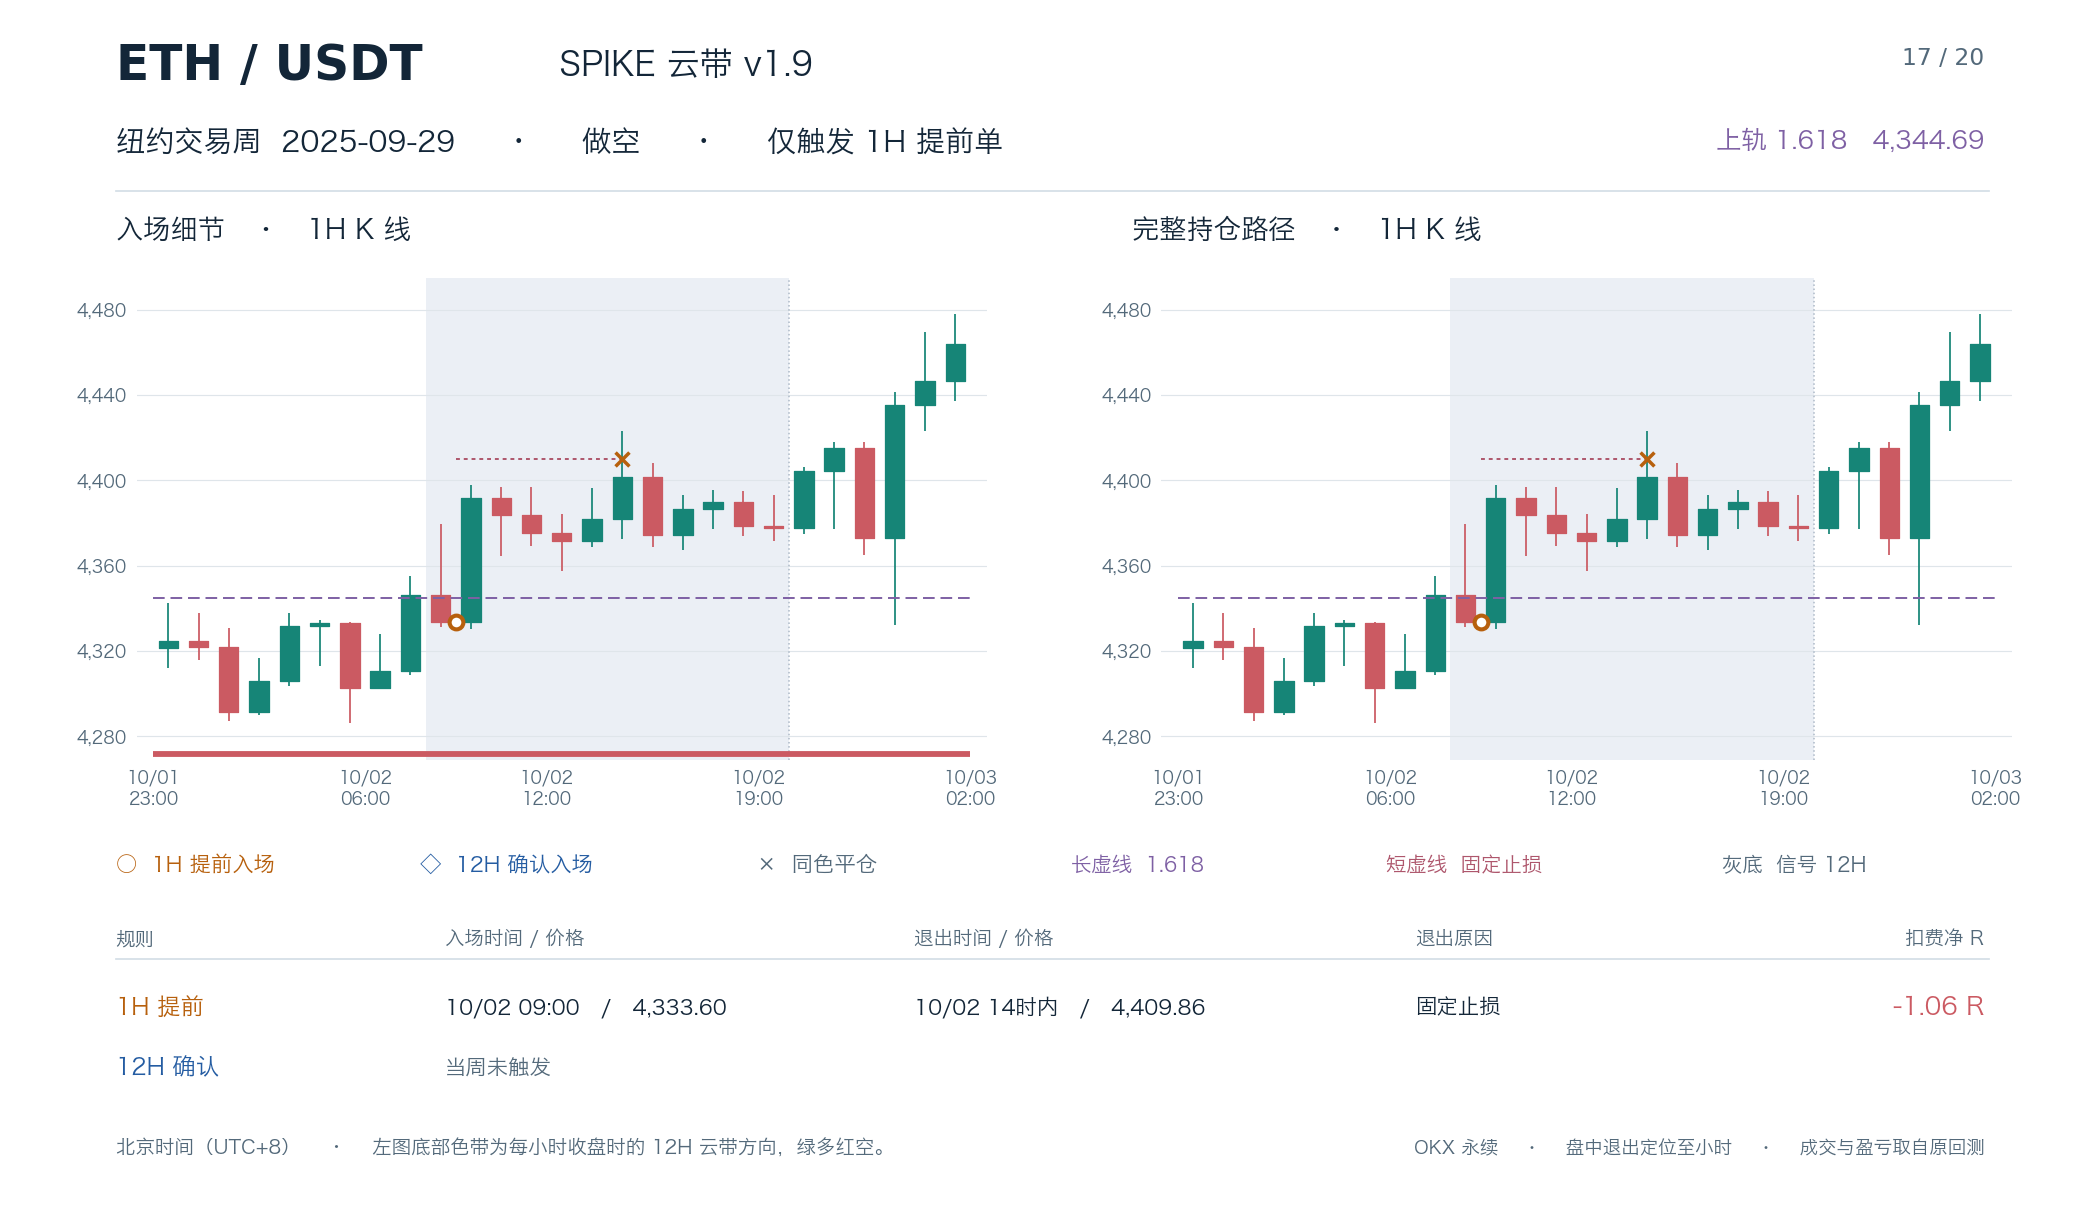 ETH / USDT SPIKE 云带 v1.9 17 / 20
纽约交易周 2025-09-29 · 做空 · 仅触发 1H 提前单 上轨 1.618 4,344.69
入场细节 · 1H K 线
4,480
4,440
4,400
4,360
4,320
4,280
10/01 23:00
10/02 06:00
10/02 12:00
10/02 19:00
10/03 02:00
完整持仓路径 · 1H K 线
4,480
4,440
4,400
4,360
4,320
4,280
10/01 23:00
10/02 06:00
10/02 12:00
10/02 19:00
10/03 02:00
○ 1H 提前入场 ◇ 12H 确认入场 × 同色平仓 长虚线 1.618 短虚线 固定止损 灰底 信号 12H
规则 入场时间 / 价格 退出时间 / 价格 退出原因 扣费净 R
1H 提前 10/02 09:00 / 4,333.60 10/02 14时内 / 4,409.86 固定止损 -1.06 R
12H 确认 当周未触发
北京时间（UTC+8） · 左图底部色带为每小时收盘时的 12H 云带方向，绿多红空。 OKX 永续 · 盘中退出定位至小时 · 成交与盈亏取自原回测